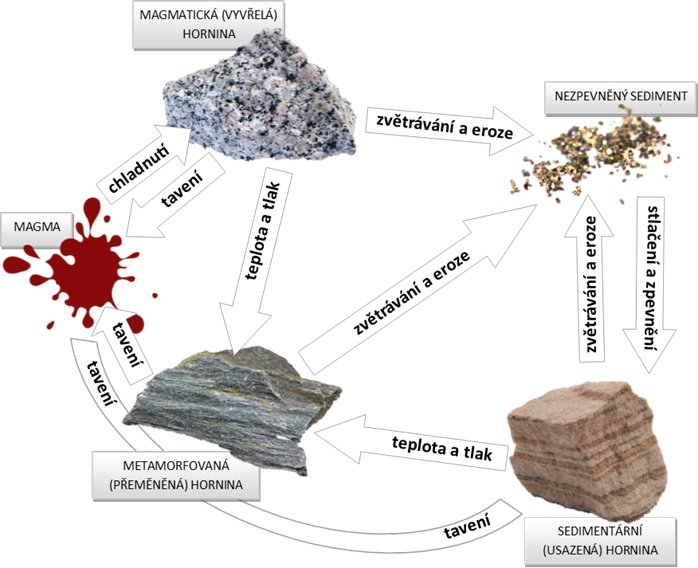 MAGMATICKÁ (VYVŘELÁ)
HORNINA
NEZPEVNĚNÝ SEDIMENT
zvětrávání a eroze
chladnutí
tavení
MAGMA
teplota a tlak
zvětrávání a eroze
zvětrávání a eroze
stlačení a zpevnění
tavení
tavení
teplota a tlak
METAMORFOVANÁ
(PŘEMĚNĚNÁ) HORNINA
tavení
SEDIMENTÁRNÍ
(USAZENÁ) HORNINA